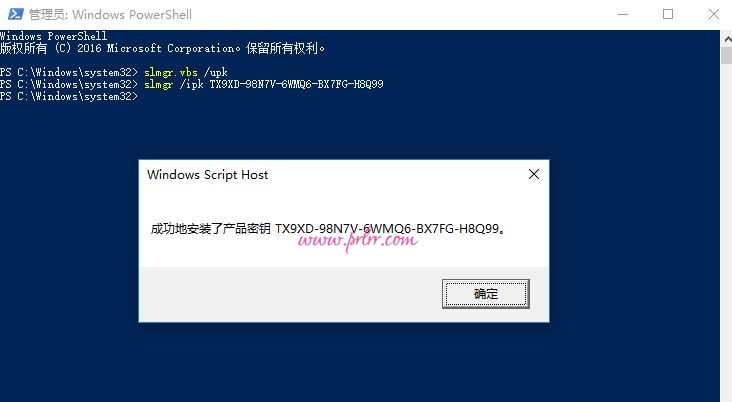 管理员: Windows PowerShell
Windows PowerShell
版权所有 (C) 2016 Microsoft Corporation。保留所有权利。
PS C:\Windows\system32> slmgr.vbs /upk
PS C:\Windows\system32> slmgr /ipk TX9XD-98N7V-6WMQ6-BX7FG-H8Q99
PS C:\Windows\system32>
Windows Script Host
成功地安装了产品密钥 TX9XD-98N7V-6WMQ6-BX7FG-H8Q99。
www.prlrr.com
确定